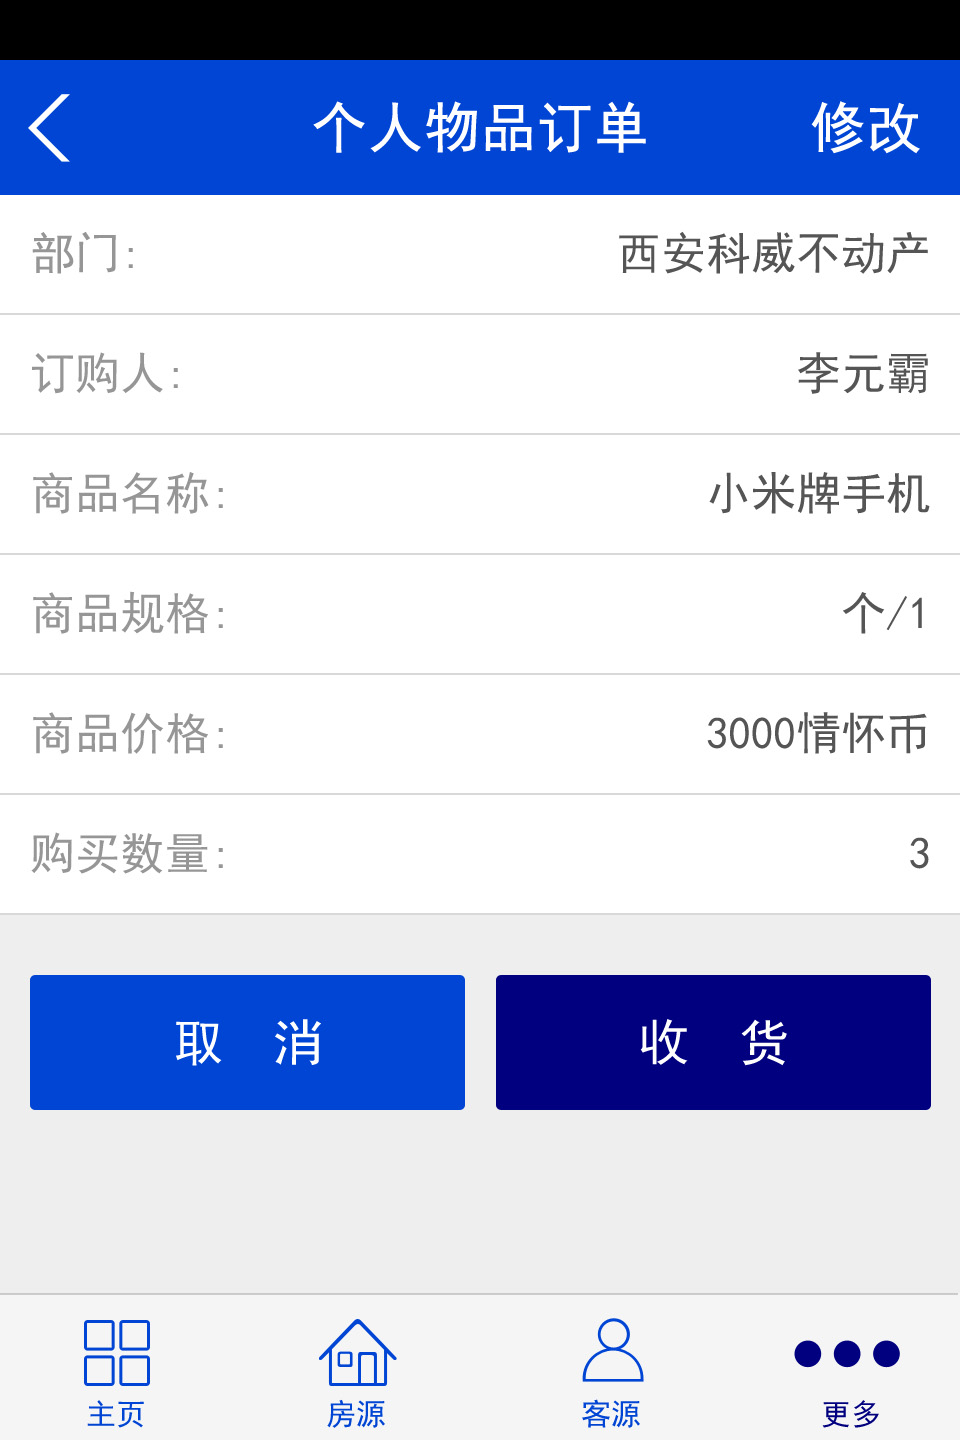 个人物品订单 修改
部门: 西安科威不动产
订购人: 李元霸
商品名称: 小米牌手机
商品规格: 个/1
商品价格: 3000情怀币
购买数量: 3
取 消 收 货
主页 房源 客源 更多